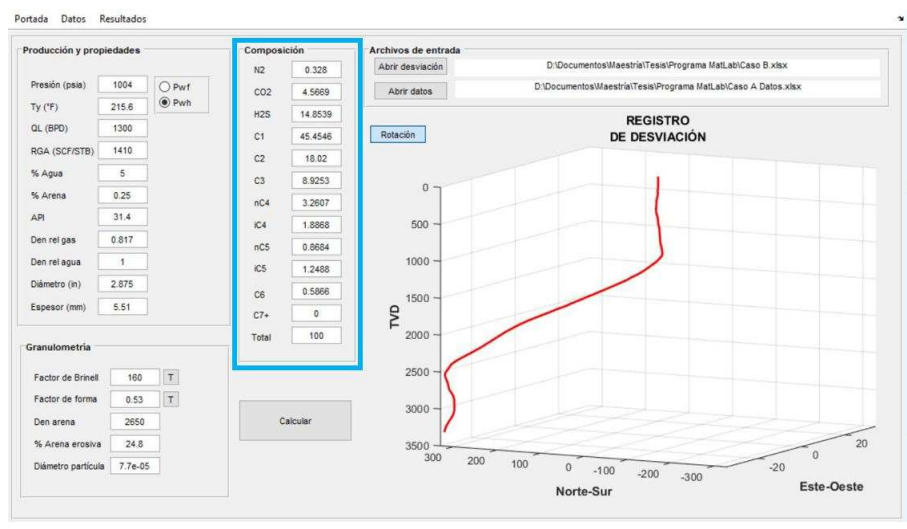 Portada Datos Resultados
Producción y propiedades
Presión (psia) 1004
Pwf
Pwh
Ty (°F) 215.6
QL (BPD) 1300
RGA (SCF/STB) 1410
% Agua 5
% Arena 0.25
API 31.4
Den rel gas 0.817
Den rel agua 1
Diámetro (in) 2.875
Espesor (mm) 5.51
Granulometría
Factor de Brinell 160 T
Factor de forma 0.53 T
Den arena 2650
% Arena erosiva 24.8
Diámetro partícula 7.7e-05
Composición
N2 0.328
CO2 4.5669
H2S 14.8539
C1 45.4546
C2 18.02
C3 8.9253
nC4 3.2607
iC4 1.8868
nC5 0.8684
iC5 1.2488
C6 0.5866
C7+ 0
Total 100
Calcular
Archivos de entrada
Abrir desviación D:\Documentos\Maestría\Tesis\Programa MatLab\Caso B.xlsx
Abrir datos D:\Documentos\Maestría\Tesis\Programa MatLab\Caso A Datos.xlsx
Rotación
REGISTRO
DE DESVIACIÓN
TVD
0
500
1000
1500
2000
2500
3000
3500
300 200 100 0 -100 -200 -300
Norte-Sur
-20 0 20
Este-Oeste